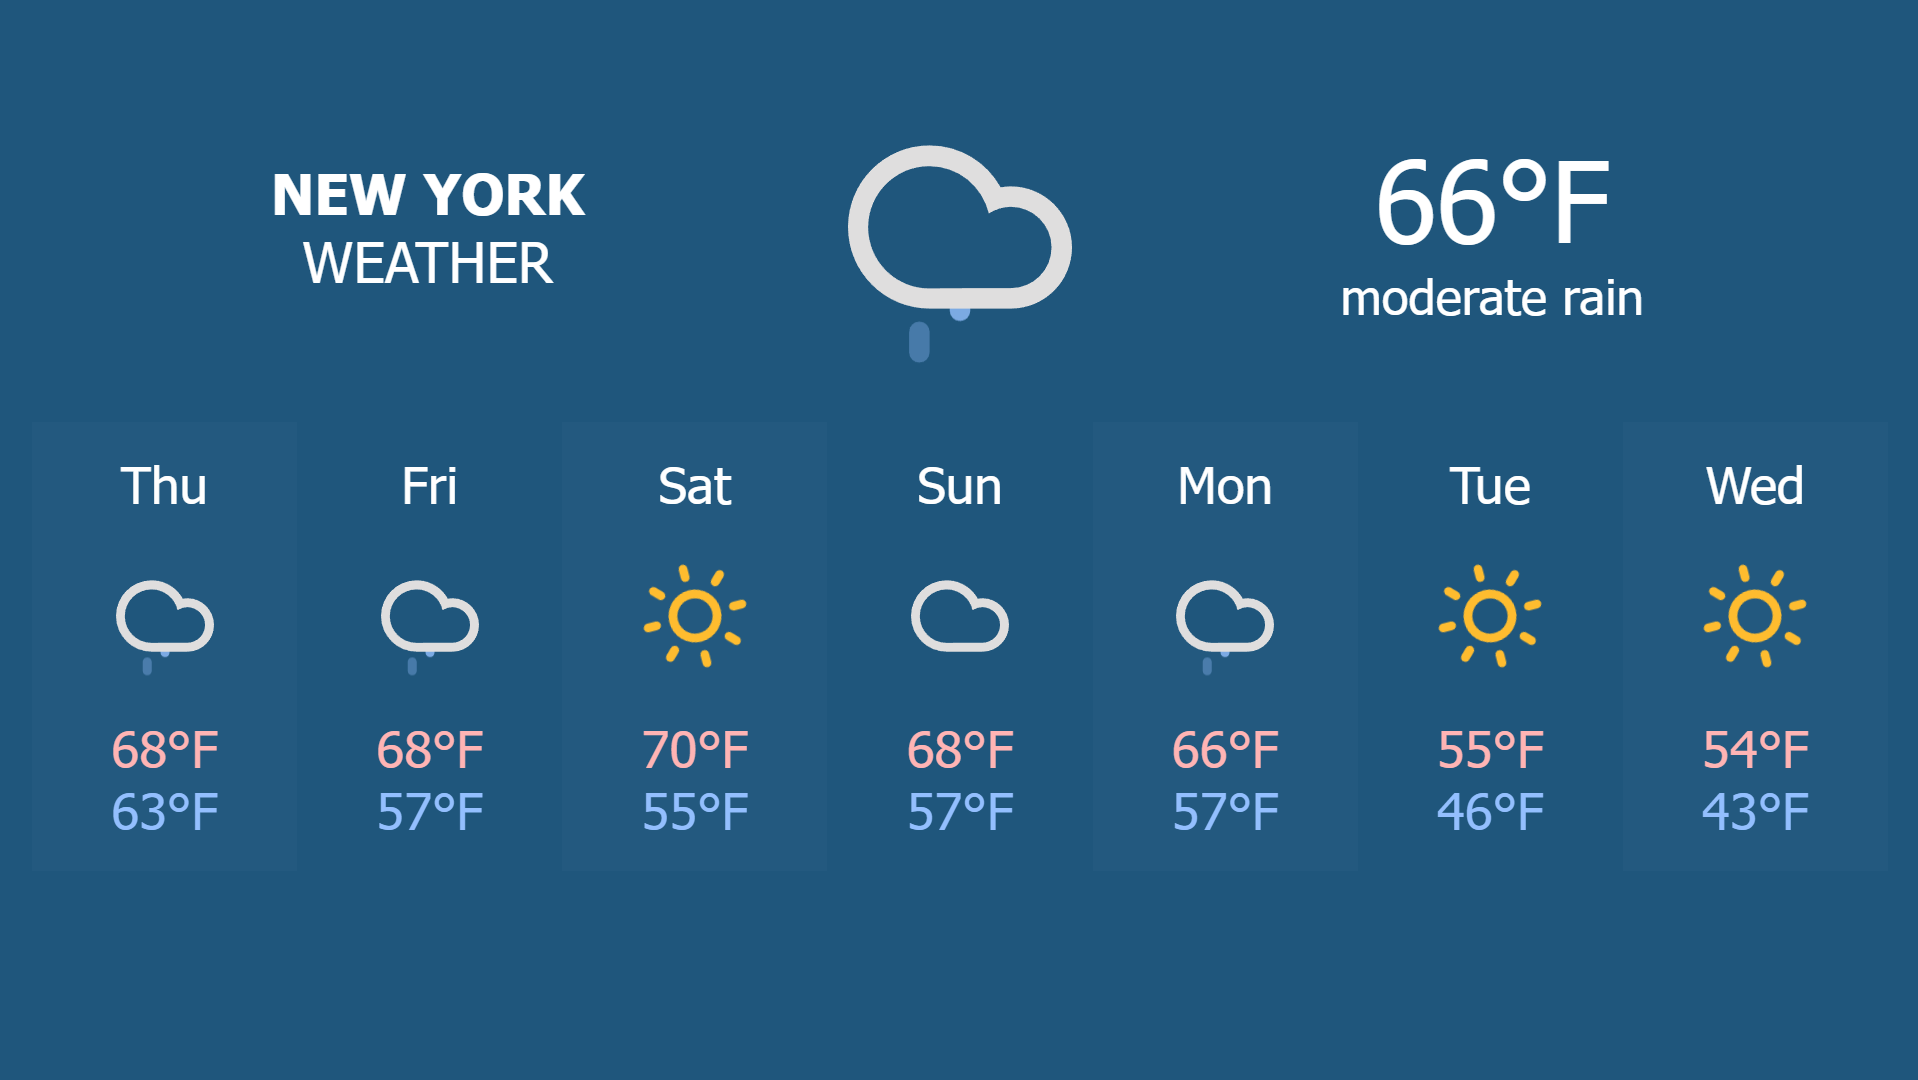 NEW YORK
WEATHER
66°F
moderate rain
Thu Fri Sat Sun Mon Tue Wed
68°F 68°F 70°F 68°F 66°F 55°F 54°F
63°F 57°F 55°F 57°F 57°F 46°F 43°F